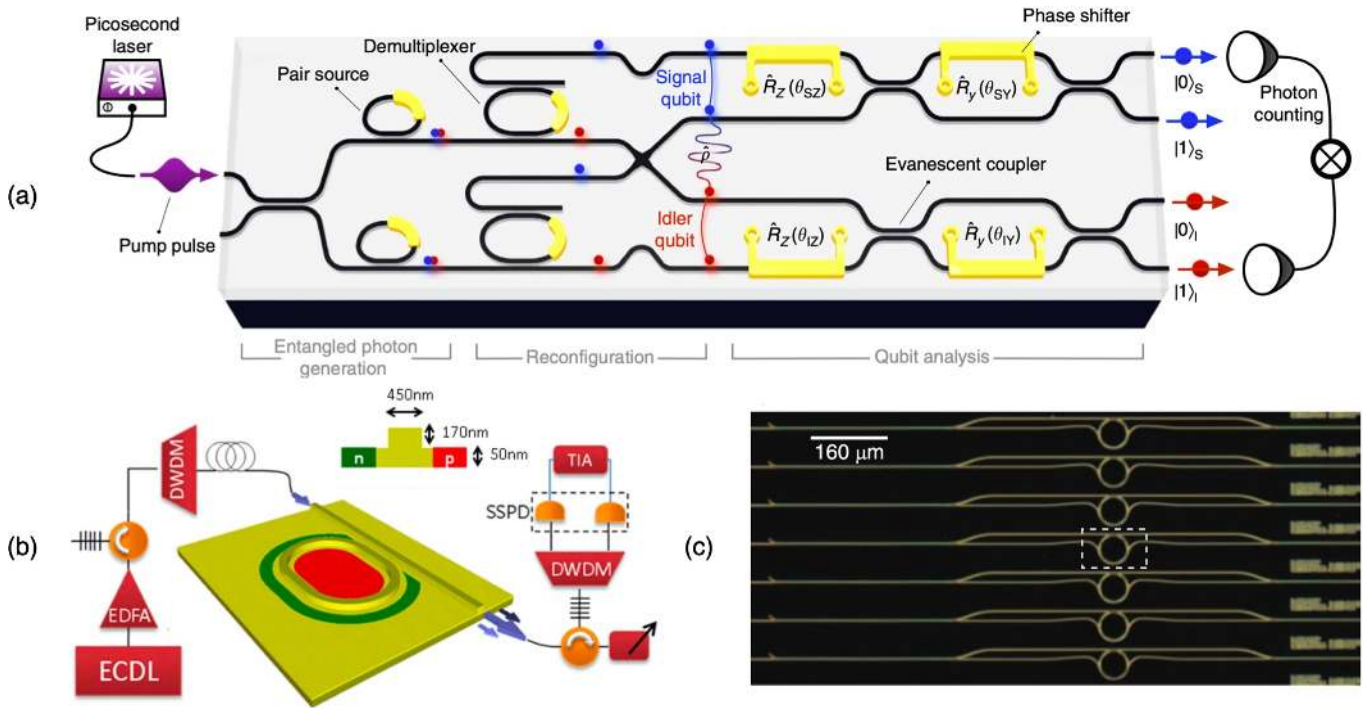 Picosecond
laser
Pump pulse
(a)
Pair source
Demultiplexer
Signal
qubit
ρ̂
Idler
qubit
R̂Z(θSZ)
R̂y(θSY)
Phase shifter
Evanescent coupler
R̂Z(θIZ)
R̂y(θIY)
|0⟩S
|1⟩S
|0⟩I
|1⟩I
Photon
counting
Entangled photon
generation
Reconfiguration
Qubit analysis
(b)
ECDL
EDFA
DWDM
450nm
170nm
50nm
n
p
TIA
SSPD
DWDM
(c)
160 μm